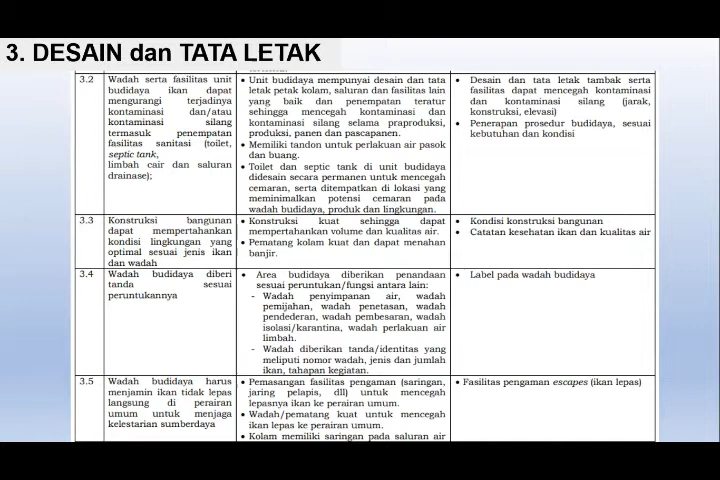 3. DESAIN dan TATA LETAK
3.2
Wadah serta fasilitas unit
budidaya ikan dapat
mengurangi terjadinya
kontaminasi dan/atau
kontaminasi silang
termasuk penempatan
fasilitas sanitasi (toilet,
septic tank,
limbah cair dan saluran
drainase);
• Unit budidaya mempunyai desain dan tata
letak petak kolam, saluran dan fasilitas lain
yang baik dan penempatan teratur
sehingga mencegah kontaminasi dan
kontaminasi silang selama praproduksi,
produksi, panen dan pascapanen.
• Memiliki tandon untuk perlakuan air pasok
dan buang.
• Toilet dan septic tank di unit budidaya
didesain secara permanen untuk mencegah
cemaran, serta ditempatkan di lokasi yang
meminimalkan potensi cemaran pada
wadah budidaya, produk dan lingkungan.
• Desain dan tata letak tambak serta
fasilitas dapat mencegah kontaminasi
dan kontaminasi silang (jarak,
konstruksi, elevasi)
• Penerapan prosedur budidaya, sesuai
kebutuhan dan kondisi
3.3
Konstruksi bangunan
dapat mempertahankan
kondisi lingkungan yang
optimal sesuai jenis ikan
dan wadah
• Konstruksi kuat sehingga dapat
mempertahankan volume dan kualitas air.
• Pematang kolam kuat dan dapat menahan
banjir.
• Kondisi konstruksi bangunan
• Catatan kesehatan ikan dan kualitas air
3.4
Wadah budidaya diberi
tanda sesuai
peruntukannya
• Area budidaya diberikan penandaan
sesuai peruntukan/fungsi antara lain:
- Wadah penyimpanan air, wadah
pemijahan, wadah penetasan, wadah
pendederan, wadah pembesaran, wadah
isolasi/karantina, wadah perlakuan air
limbah.
- Wadah diberikan tanda/identitas yang
meliputi nomor wadah, jenis dan jumlah
ikan, tahapan kegiatan.
• Label pada wadah budidaya
3.5
Wadah budidaya harus
menjamin ikan tidak lepas
langsung di perairan
umum untuk menjaga
kelestarian sumberdaya
• Pemasangan fasilitas pengaman (saringan,
jaring pelapis, dll) untuk mencegah
lepasnya ikan ke perairan umum.
• Wadah/pematang kuat untuk mencegah
ikan lepas ke perairan umum.
• Kolam memiliki saringan pada saluran air
• Fasilitas pengaman escapes (ikan lepas)